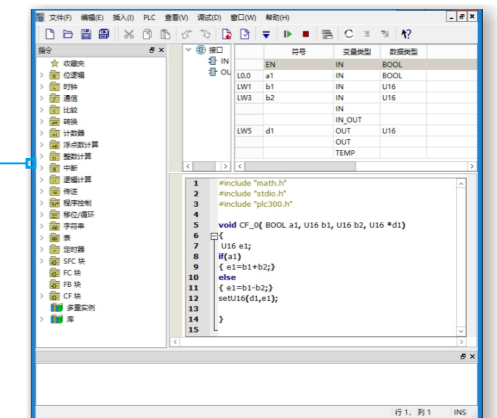 文件(F) 编辑(E) 插入(I) PLC 查看(V) 调试(D) 窗口(W) 帮助(H)
指令
收藏夹
位逻辑
时钟
通信
比较
转换
计数器
浮点数计算
整数计算
中断
逻辑计算
传送
程序控制
移位/循环
字符串
表
定时器
SFC 块
FC 块
FB 块
CF 块
多重实例
库
接口
IN
OU
符号 变量类型 数据类型
EN IN BOOL
L0.0 a1 IN BOOL
LW1 b1 IN U16
LW3 b2 IN U16
IN
IN_OUT
LW5 d1 OUT U16
OUT
TEMP
1 #include "math.h"
2 #include "stdio.h"
3 #include "plc300.h"
4
5 void CF_0( BOOL a1, U16 b1, U16 b2, U16 *d1)
6 {
7 U16 e1;
8 if(a1)
9 { e1=b1+b2;}
10 else
11 { e1=b1-b2;}
12 setU16(d1,e1);
13
14 }
15
行 1, 列 1 INS